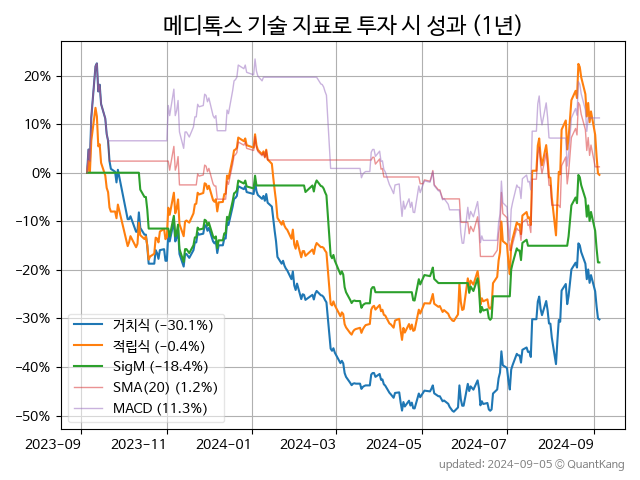 메디톡스 기술 지표로 투자 시 성과 (1년)
20%
10%
0%
−10%
−20%
−30%
−40%
−50%
거치식 (−30.1%)
적립식 (−0.4%)
SigM (−18.4%)
SMA(20) (1.2%)
MACD (11.3%)
2023-09
2023-11
2024-01
2024-03
2024-05
2024-07
2024-09
updated: 2024-09-05 © QuantKang